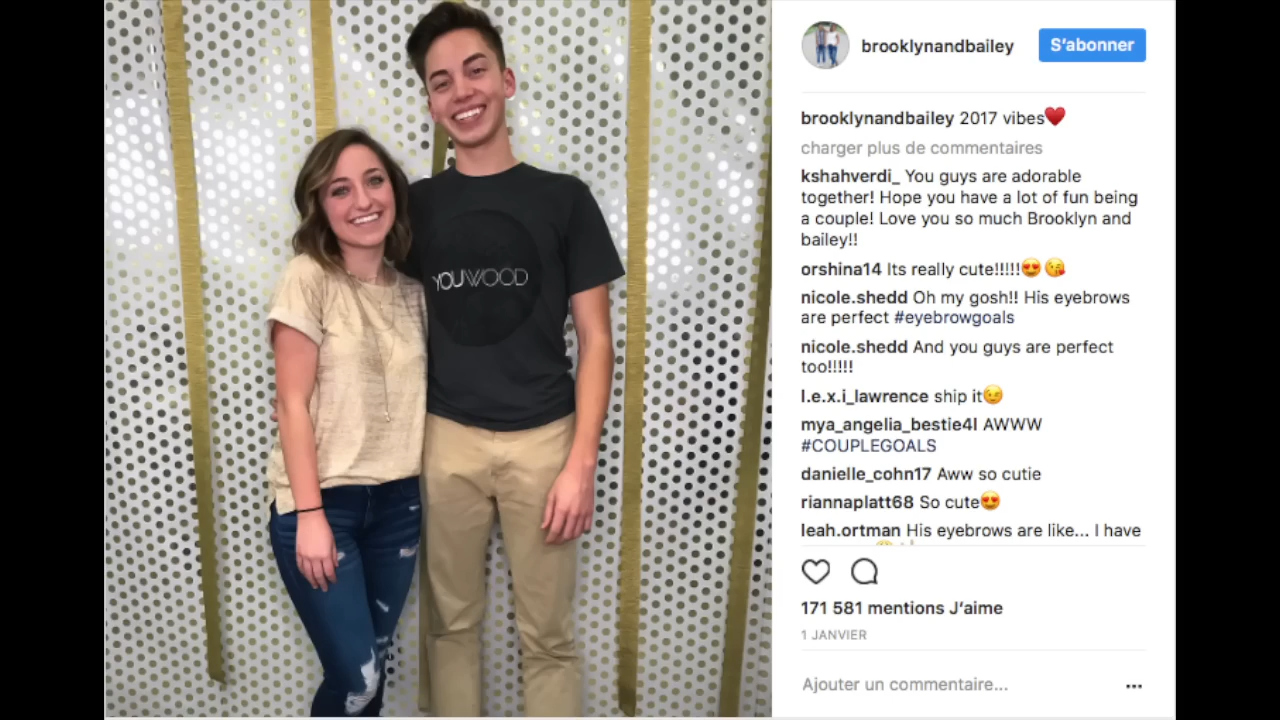 YOUWOOD
brooklynandbailey
S'abonner
brooklynandbailey 2017 vibes❤️
charger plus de commentaires
kshahverdi_ You guys are adorable
together! Hope you have a lot of fun being
a couple! Love you so much Brooklyn and
bailey!!
orshina14 Its really cute!!!!!😍😘
nicole.shedd Oh my gosh!! His eyebrows
are perfect #eyebrowgoals
nicole.shedd And you guys are perfect
too!!!!!
l.e.x.i_lawrence ship it😉
mya_angelia_bestie4l AWWW
#COUPLEGOALS
danielle_cohn17 Aww so cutie
riannaplatt68 So cute😍
leah.ortman His eyebrows are like... I have
171 581 mentions J'aime
1 JANVIER
Ajouter un commentaire...